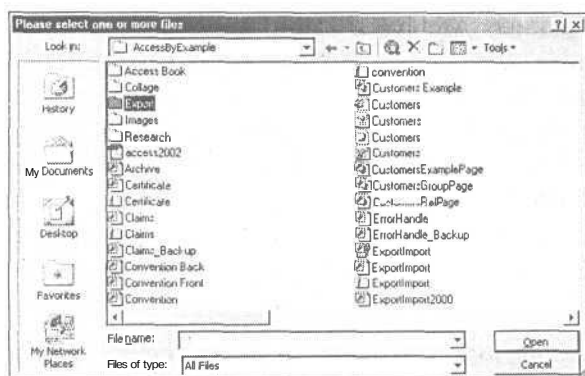 Please select one or more files
Look in: AccessByExample Tools
History
My Documents
Desktop
Favorites
My Network
Places
Access Book
Collage
Export
Images
Research
access2002
Archive
Certificate
Certificate
Claims
Claims
Claims_Backup
Convention Back
Convention Front
Convention
convention
Customers Example
Customers
Customers
Customers
Customers
CustomersExamplePage
CustomersGroupPage
ErrorHandle
ErrorHandle_Backup
ExportImport
ExportImport
ExportImport
ExportImport2000
File name: Open
Files of type: All Files Cancel